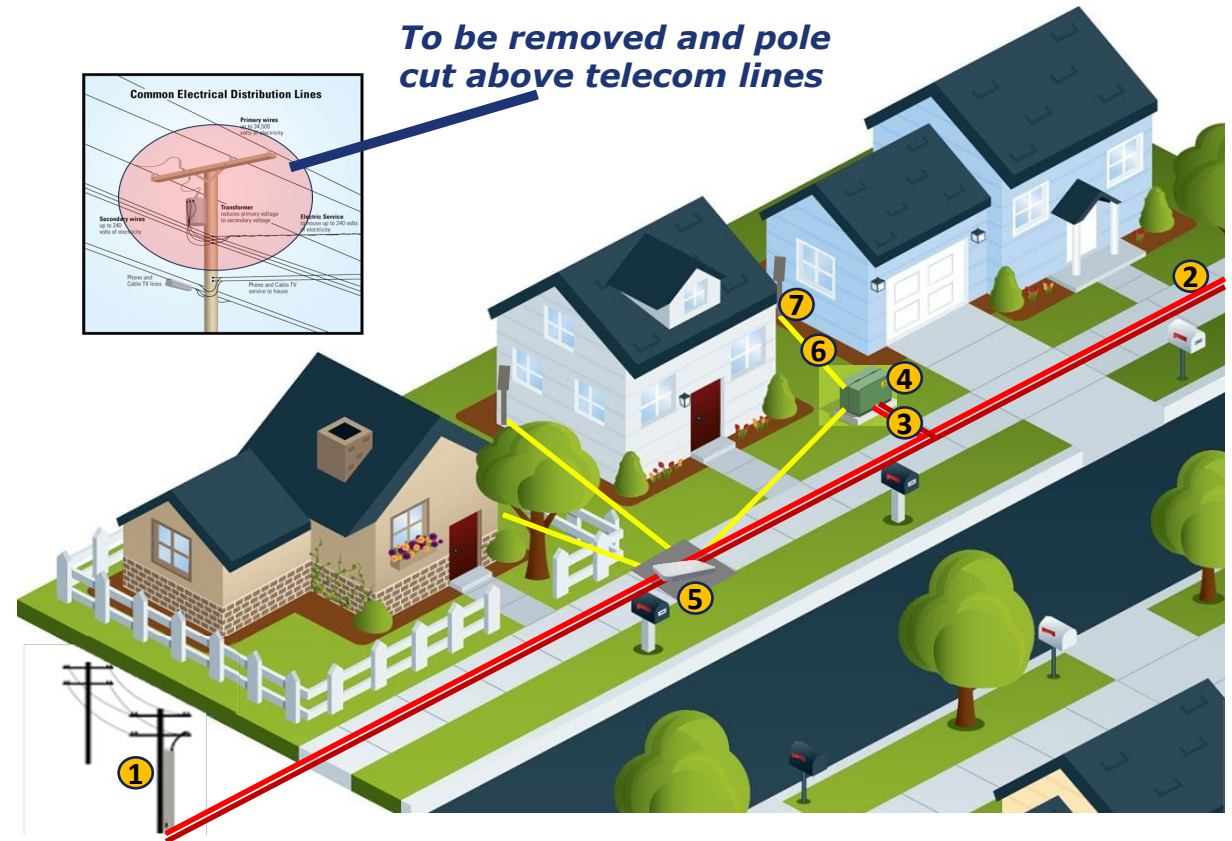 To be removed and pole
cut above telecom lines
Common Electrical Distribution Lines
Primary wires
up to 34,500
volts of electricity
Transformer
reduces primary voltage
to secondary voltage
Secondary wires
up to 240
volts of electricity
Electric Service
to house up to 240 volts
of electricity
Phone and
Cable TV lines
Phone and Cable TV
service to house
2
7
6
4
3
5
1